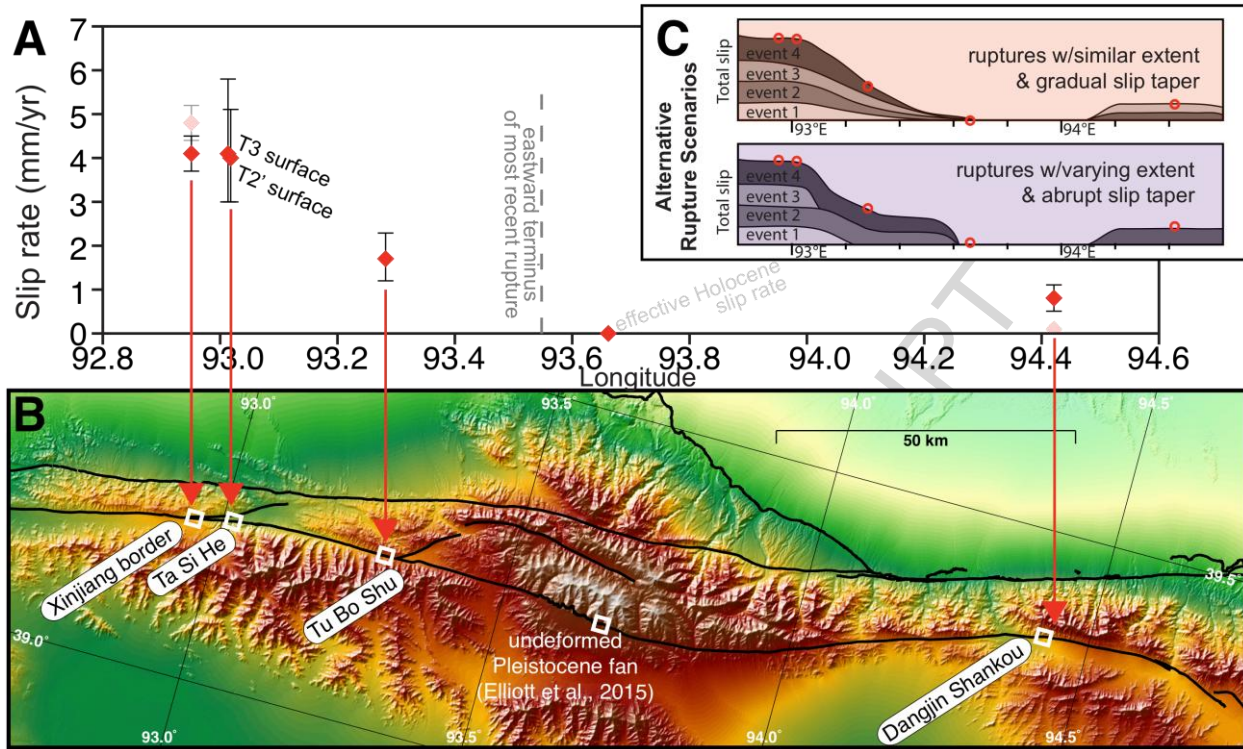 A
7
6
5
4
3
2
1
0
Slip rate (mm/yr)
T3 surface
T2' surface
eastward terminus
of most recent rupture
effective Holocene
slip rate
92.8
93.0
93.2
93.4
93.6
93.8
94.0
94.2
94.4
94.6
Longitude
C
Alternative
Rupture Scenarios
Total slip
event 4
event 3
event 2
event 1
ruptures w/similar extent
& gradual slip taper
93°E
94°E
Total slip
event 4
event 3
event 2
event 1
ruptures w/varying extent
& abrupt slip taper
93°E
94°E
IPT
B
93.0°
93.5°
94.0°
94.5°
50 km
39.5°
Xinjiang border
Ta Si He
Tu Bo Shu
undeformed
Pleistocene fan
(Elliott et al., 2015)
Dangjin Shankou
39.0°
93.0°
93.5°
94.0°
94.5°